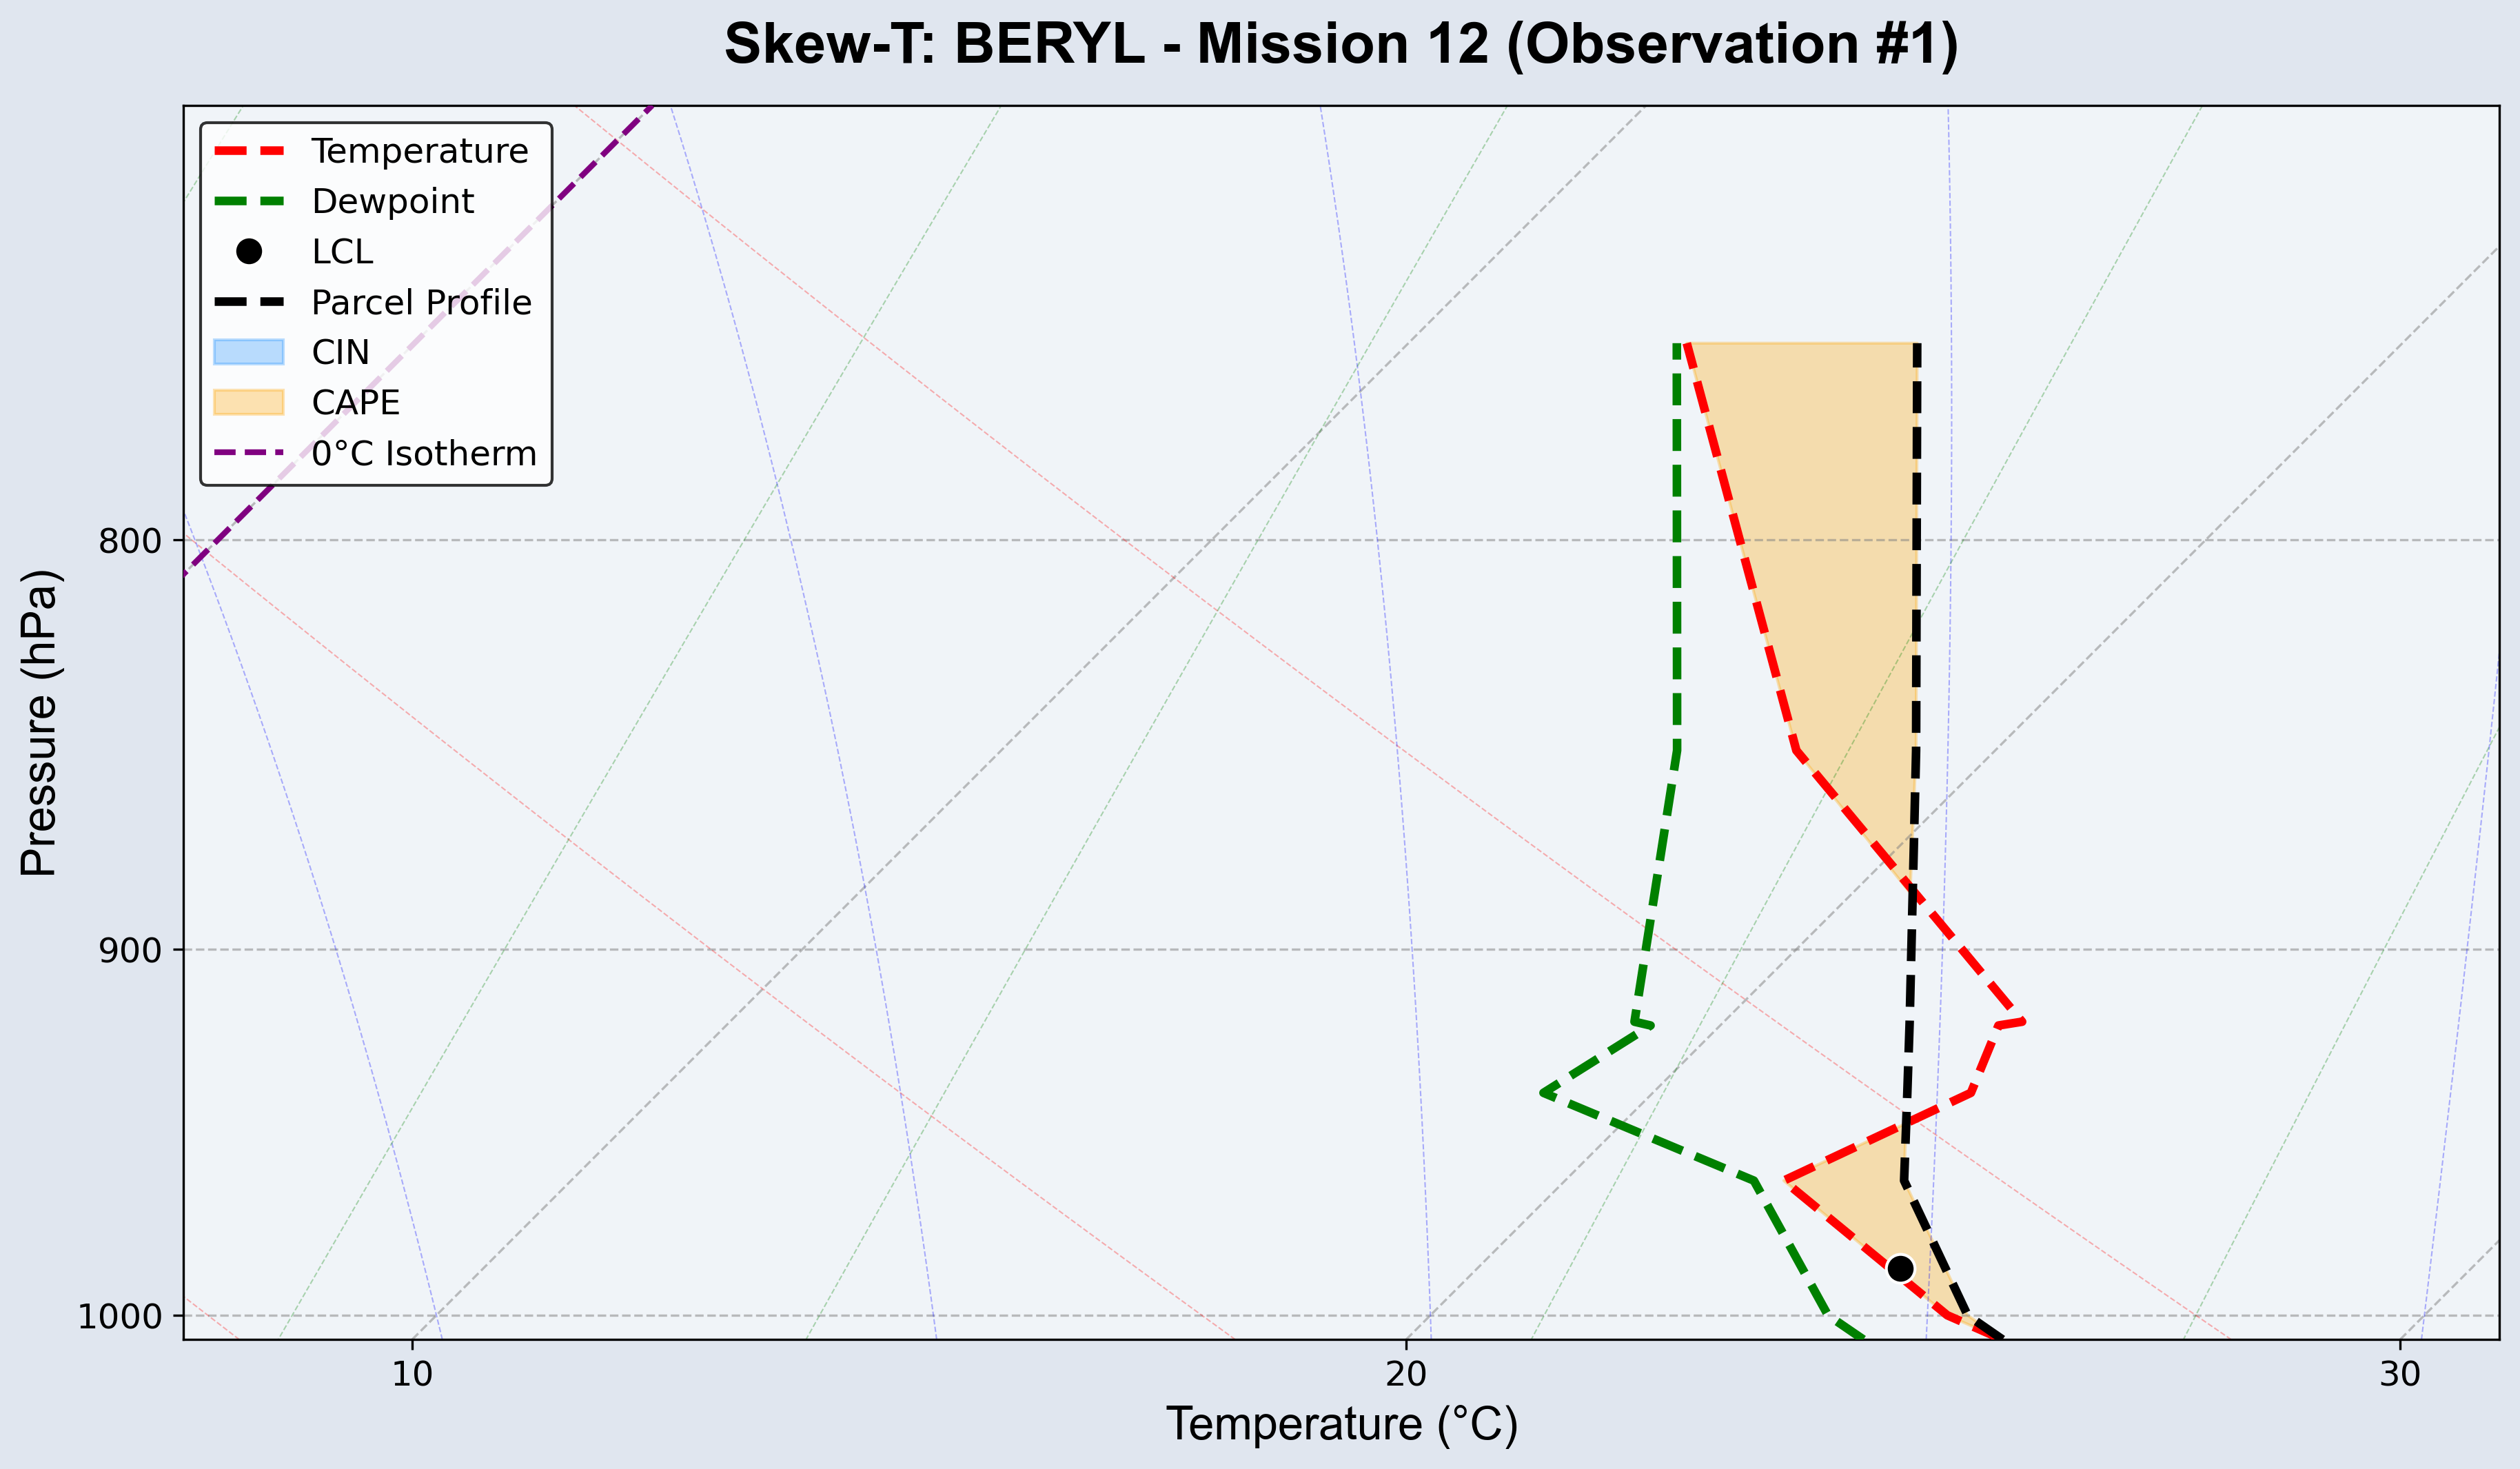 Skew-T: BERYL - Mission 12 (Observation #1)
Temperature
Dewpoint
LCL
Parcel Profile
CIN
CAPE
0°C Isotherm
Pressure (hPa)
800
900
1000
10
20
30
Temperature (°C)